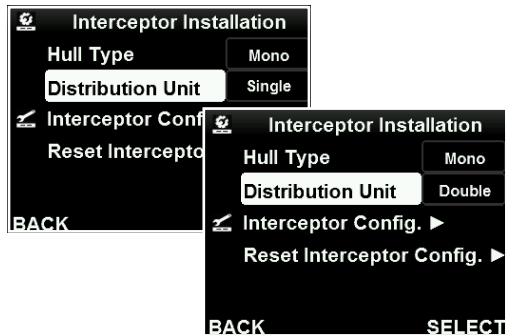 Interceptor Installation
Hull Type Mono
Distribution Unit Single
Interceptor Conf
Reset Intercepto
BACK
Interceptor Installation
Hull Type Mono
Distribution Unit Double
Interceptor Config. ►
Reset Interceptor Config. ►
BACK SELECT